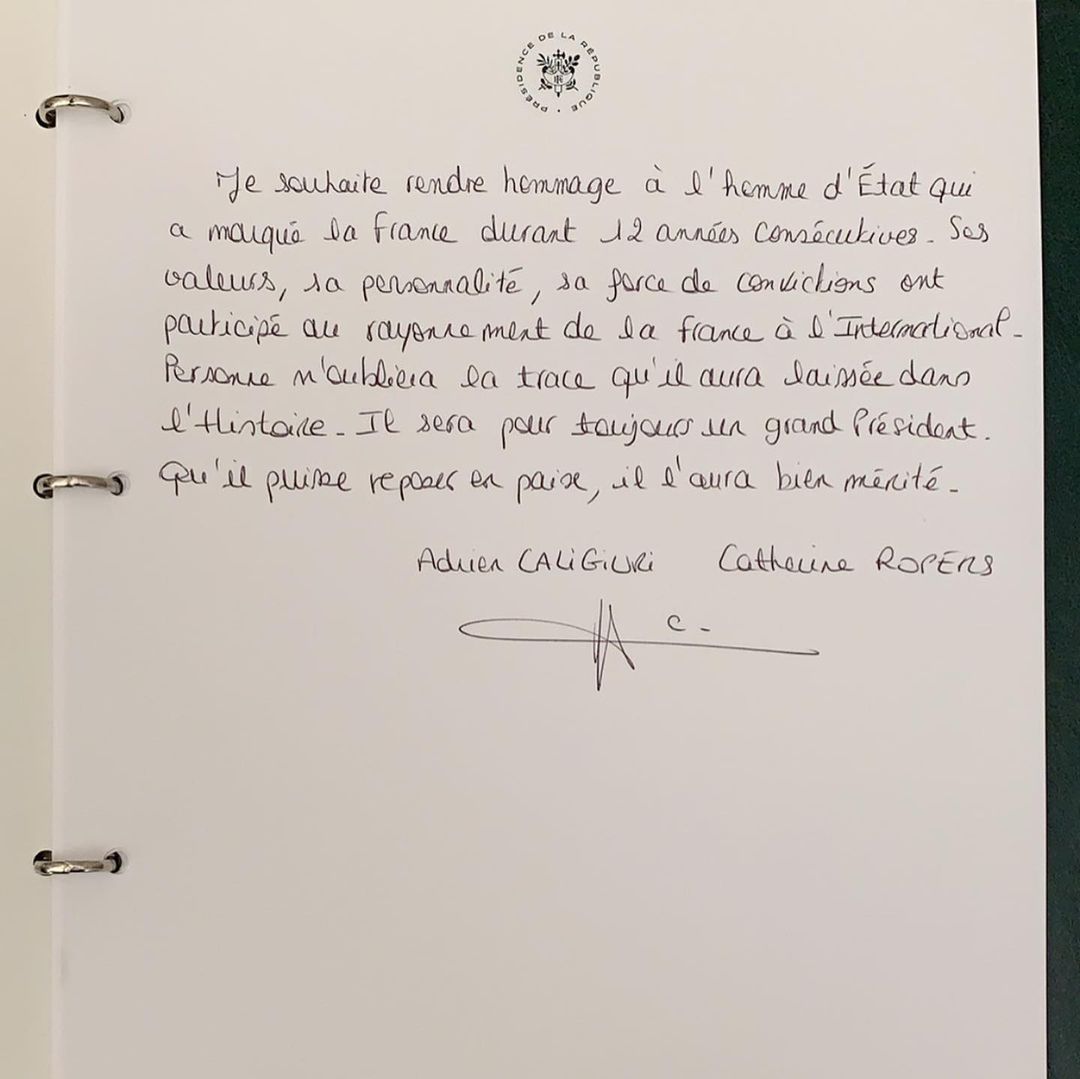 PRÉSIDENCE DE LA RÉPUBLIQUE
Je souhaite rendre hommage à l'homme d'État qui
a marqué la france durant 12 années consécutives. Ses
valeurs, sa personnalité, sa force de convictions ont
participé au rayonnement de la france à l'International.
Personne n'oubliera la trace qu'il aura laissée dans
l'Histoire. Il sera pour toujours un grand Président.
Qu'il puisse reposer en paix, il l'aura bien mérité.
Adrien CALIGIURI Catherine ROPERS
C.